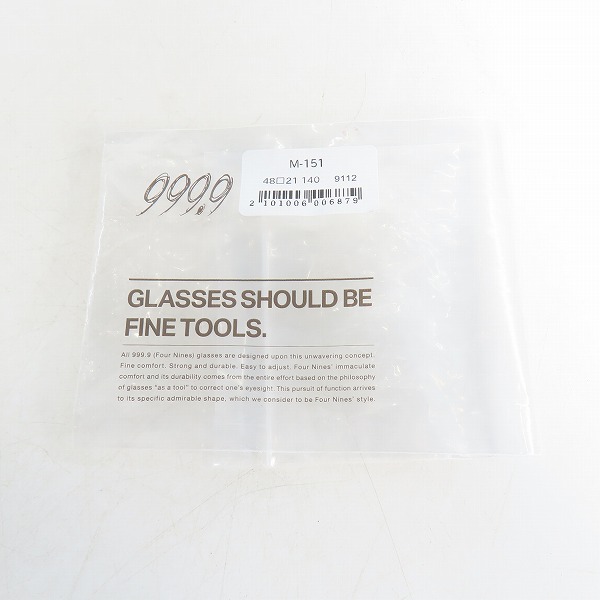 999.9
M-151
48□21 140 9112
2 101006 006879
GLASSES SHOULD BE
FINE TOOLS.
All 999.9 (Four Nines) glasses are designed upon this unwavering concept.
Fine comfort. Strong and durable. Easy to adjust. Four Nines' immaculate
comfort and its durability comes from the entire effort based on the philosophy
of glasses "as a tool" to correct one's eyesight. This pursuit of function arrives
to its specific admirable shape, which we consider to be Four Nines' style.